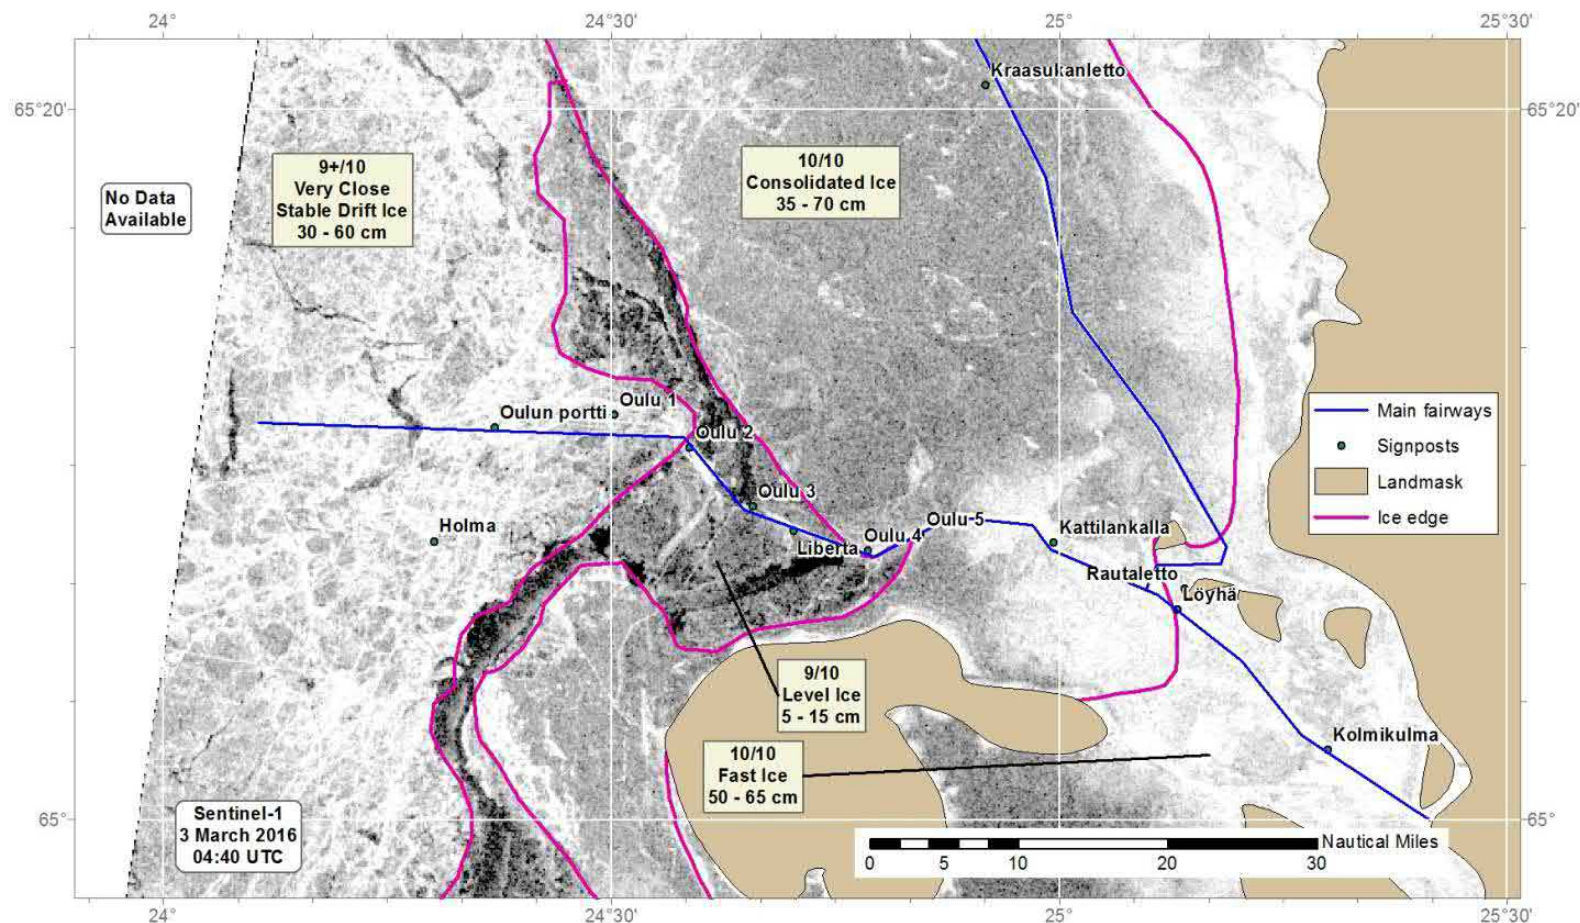 24°
24°30'
25°
25°30'
65°20'
65°20'
Kraasukanletto
9+/10
Very Close
Stable Drift Ice
30 - 60 cm
10/10
Consolidated Ice
35 - 70 cm
No Data
Available
Oulun portti
Oulu 1
Oulu 2
Oulu 3
Holma
Liberta
Oulu 4
Oulu 5
Kattilankalla
Rautaletto
Löyhä
Main fairways
Signposts
Landmask
Ice edge
9/10
Level Ice
5 - 15 cm
10/10
Fast Ice
50 - 65 cm
Kolmikulma
Sentinel-1
3 March 2016
04:40 UTC
65°
65°
Nautical Miles
0 5 10 20 30
24°
24°30'
25°
25°30'